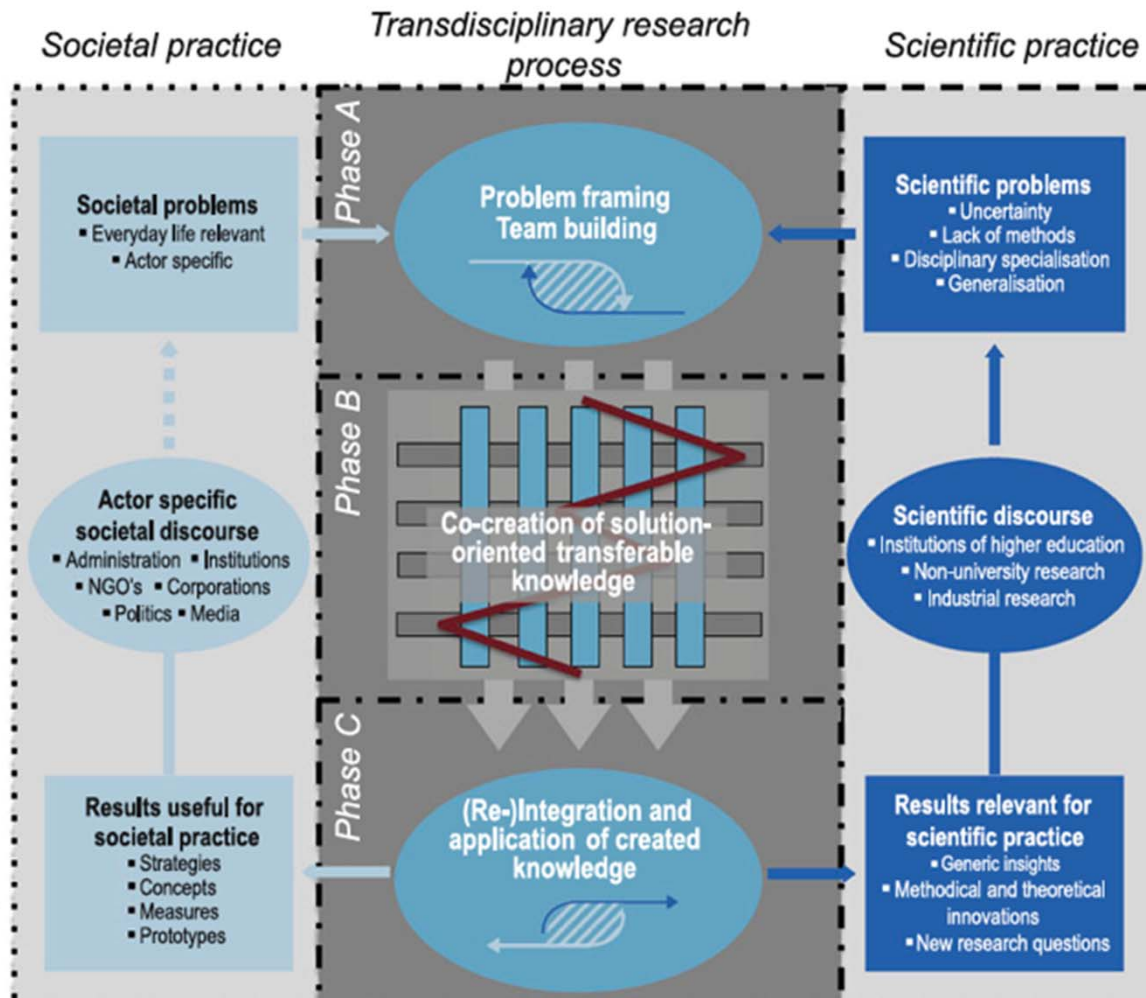 Societal practice
Transdisciplinary research
process
Scientific practice
Phase A
Societal problems
▪ Everyday life relevant
▪ Actor specific
Problem framing
Team building
Scientific problems
▪ Uncertainty
▪ Lack of methods
▪ Disciplinary specialisation
▪ Generalisation
Phase B
Actor specific
societal discourse
▪ Administration ▪ Institutions
▪ NGO's ▪ Corporations
▪ Politics ▪ Media
Co-creation of solution-
oriented transferable
knowledge
Scientific discourse
▪ Institutions of higher education
▪ Non-university research
▪ Industrial research
Phase C
Results useful for
societal practice
▪ Strategies
▪ Concepts
▪ Measures
▪ Prototypes
(Re-)Integration and
application of created
knowledge
Results relevant for
scientific practice
▪ Generic insights
▪ Methodical and theoretical
innovations
▪ New research questions